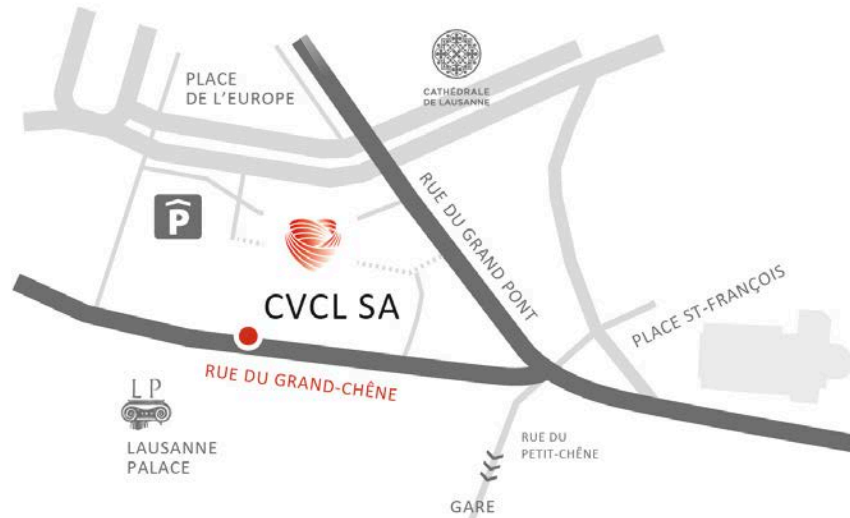 PLACE
DE L'EUROPE
CATHÉDRALE
DE LAUSANNE
P
RUE DU GRAND PONT
CVCL SA
PLACE ST-FRANÇOIS
RUE DU GRAND-CHÊNE
LP
LAUSANNE
PALACE
RUE DU
PETIT-CHÊNE
GARE